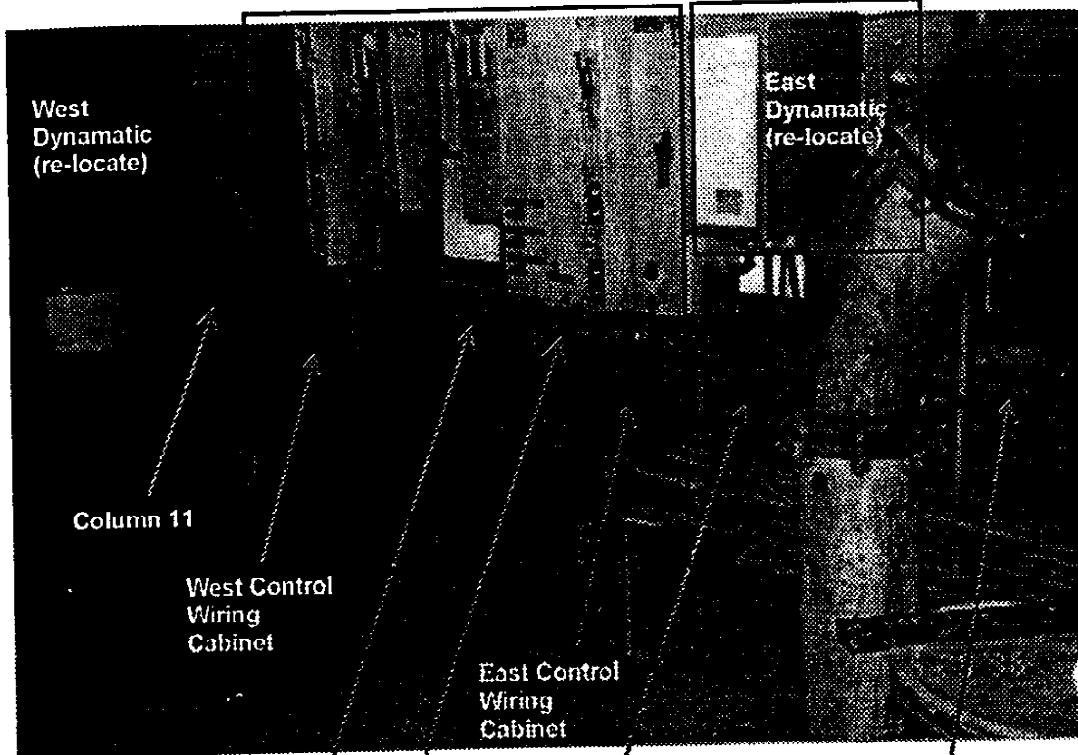 West
Dynamatic
(re-locate)
East
Dynamatic
(re-locate)
Column 11
West Control
Wiring
Cabinet
East Control
Wiring
Cabinet